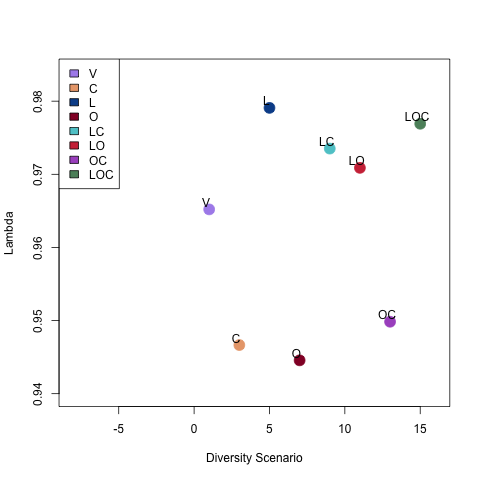 V
C
L
O
LC
LO
OC
LOC
L
LOC
LC
LO
V
OC
C
O
0.98
0.97
0.96
0.95
0.94
Lambda
-5 0 5 10 15
Diversity Scenario